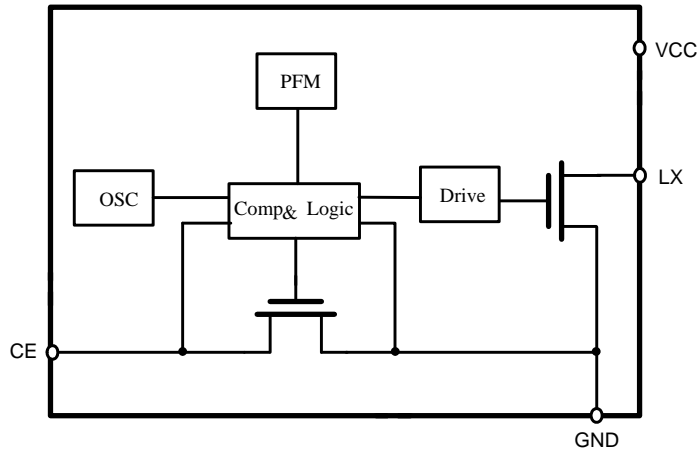 VCC
PFM
LX
OSC
Drive
Comp& Logic
CE
GND